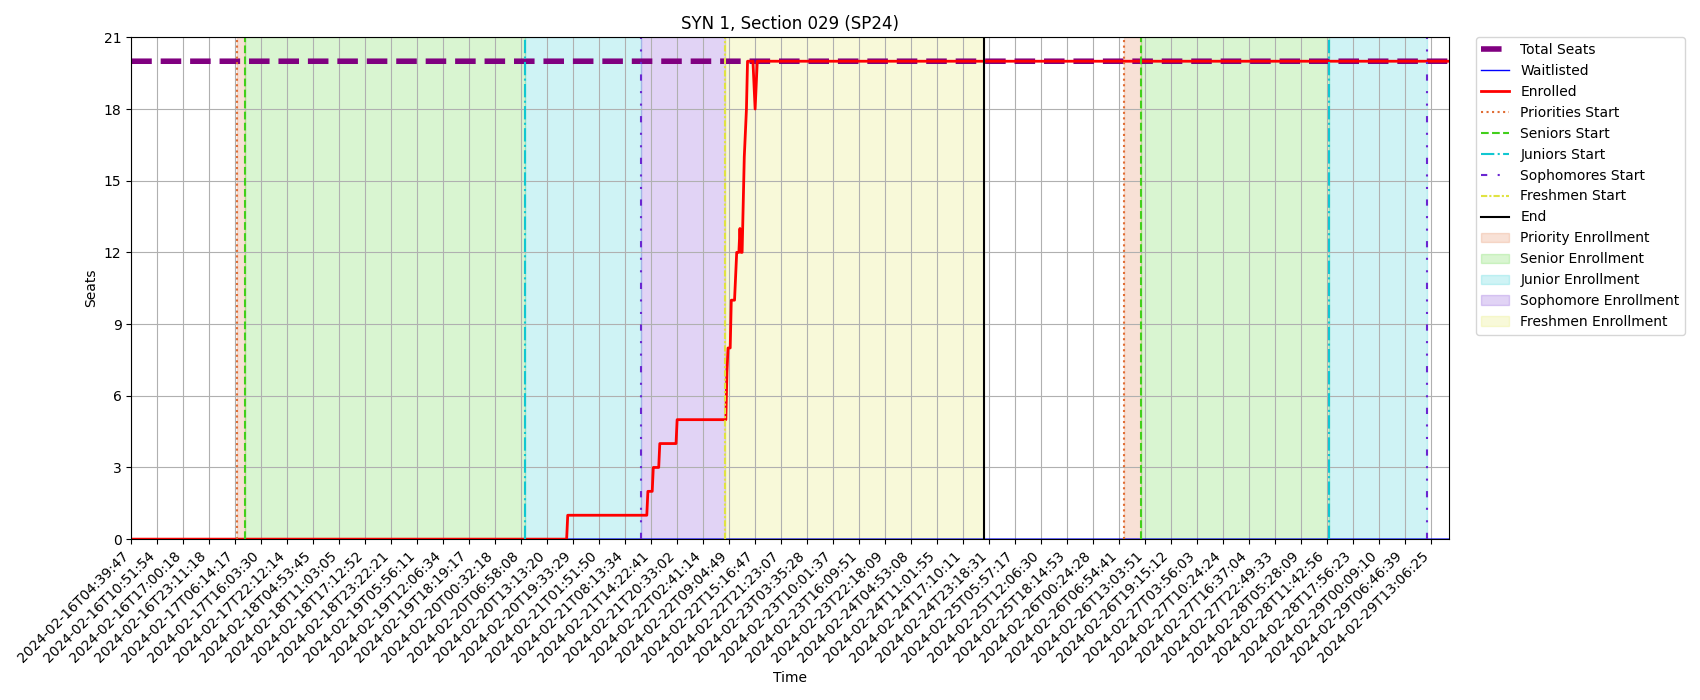 SYN 1, Section 029 (SP24)
21
18
15
12
9
6
3
0
Seats
2024-02-16T04:39:47
2024-02-16T10:51:54
2024-02-16T17:00:18
2024-02-16T23:11:18
2024-02-17T06:14:17
2024-02-17T16:03:30
2024-02-17T22:12:14
2024-02-18T04:53:45
2024-02-18T11:03:05
2024-02-18T17:12:52
2024-02-18T23:22:21
2024-02-19T05:56:11
2024-02-19T12:06:34
2024-02-19T18:19:17
2024-02-20T00:32:18
2024-02-20T06:58:08
2024-02-20T13:13:20
2024-02-20T19:33:29
2024-02-21T01:51:50
2024-02-21T08:13:34
2024-02-21T14:22:41
2024-02-21T20:33:02
2024-02-22T02:41:14
2024-02-22T09:04:49
2024-02-22T15:16:47
2024-02-22T21:23:07
2024-02-23T03:35:28
2024-02-23T10:01:37
2024-02-23T16:09:51
2024-02-23T22:18:09
2024-02-24T04:53:08
2024-02-24T11:01:55
2024-02-24T17:10:11
2024-02-24T23:18:31
2024-02-25T05:57:17
2024-02-25T12:06:30
2024-02-25T18:14:53
2024-02-26T00:24:28
2024-02-26T06:54:41
2024-02-26T13:03:51
2024-02-26T19:15:12
2024-02-27T03:56:03
2024-02-27T10:24:24
2024-02-27T16:37:04
2024-02-27T22:49:33
2024-02-28T05:28:09
2024-02-28T11:42:56
2024-02-28T17:56:23
2024-02-29T00:09:10
2024-02-29T06:46:39
2024-02-29T13:06:25
Time
Total Seats
Waitlisted
Enrolled
Priorities Start
Seniors Start
Juniors Start
Sophomores Start
Freshmen Start
End
Priority Enrollment
Senior Enrollment
Junior Enrollment
Sophomore Enrollment
Freshmen Enrollment